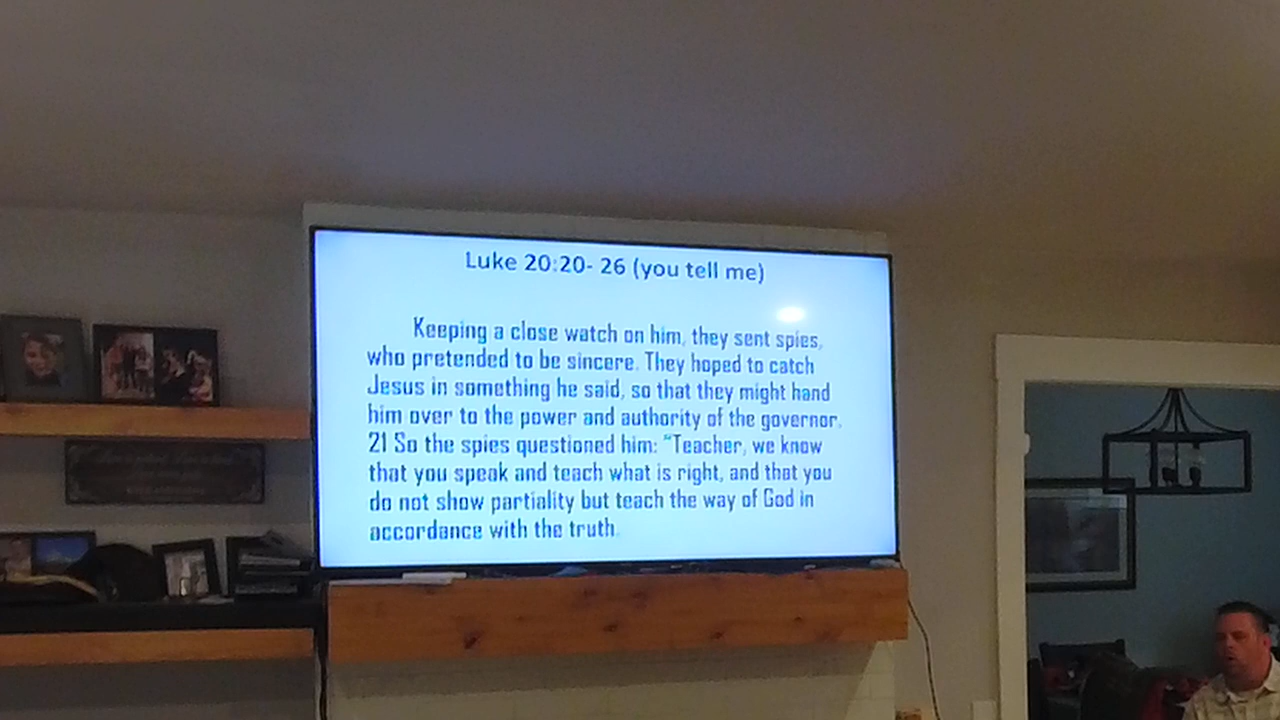 Luke 20:20- 26 (you tell me)
Keeping a close watch on him, they sent spies,
who pretended to be sincere. They hoped to catch
Jesus in something he said, so that they might hand
him over to the power and authority of the governor.
21 So the spies questioned him: “Teacher, we know
that you speak and teach what is right, and that you
do not show partiality but teach the way of God in
accordance with the truth.